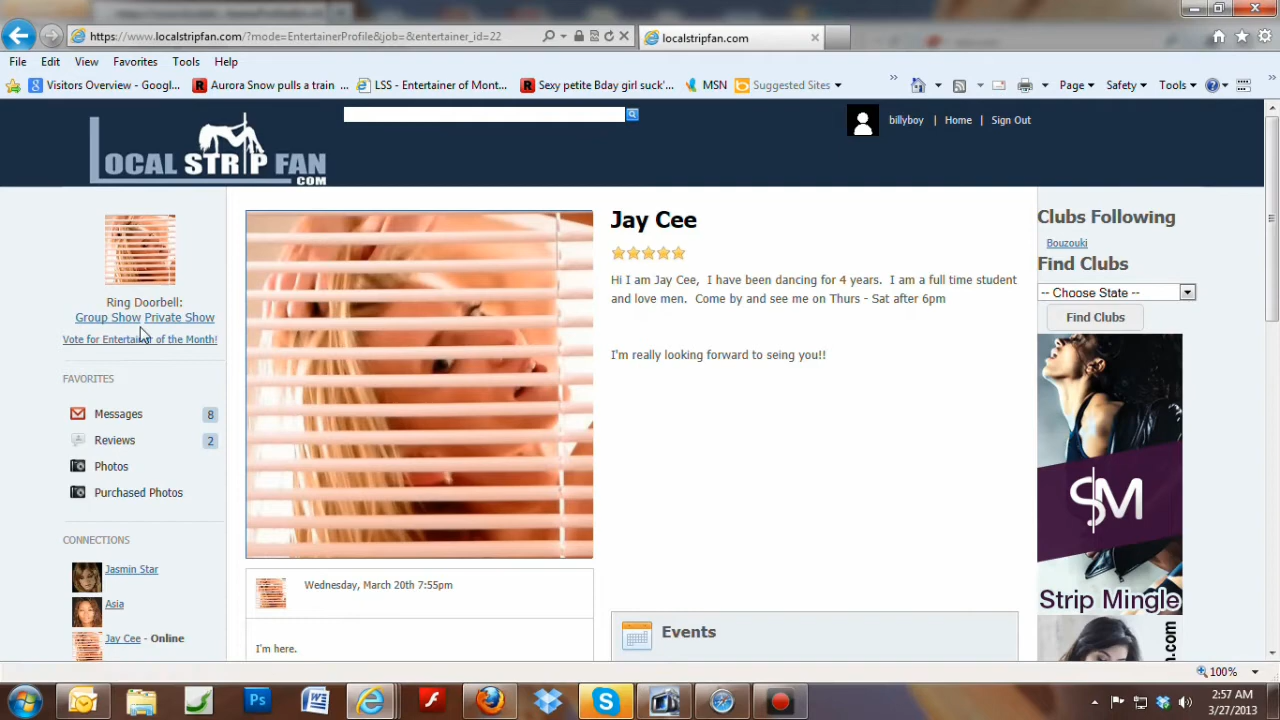 https://www.localstripfan.com/?mode=EntertainerProfile&job=&entertainer_id=22
localstripfan.com
File Edit View Favorites Tools Help
Visitors Overview - Googl... Aurora Snow pulls a train ... LSS - Entertainer of Mont... Sexy petite Bday girl suck'... MSN Suggested Sites Page Safety Tools
LOCAL STRIP FAN
.COM
billyboy | Home | Sign Out
Ring Doorbell:
Group Show Private Show
Vote for Entertainer of the Month!
FAVORITES
Messages 8
Reviews 2
Photos
Purchased Photos
CONNECTIONS
Jasmin Star
Asia
Jay Cee - Online
Jay Cee
Hi I am Jay Cee, I have been dancing for 4 years. I am a full time student
and love men. Come by and see me on Thurs - Sat after 6pm
I'm really looking forward to seing you!!
Wednesday, March 20th 7:55pm
I'm here.
Events
Clubs Following
Bouzouki
Find Clubs
-- Choose State --
Find Clubs
SM
Strip Mingle
100%
Ps
2:57 AM
3/27/2013